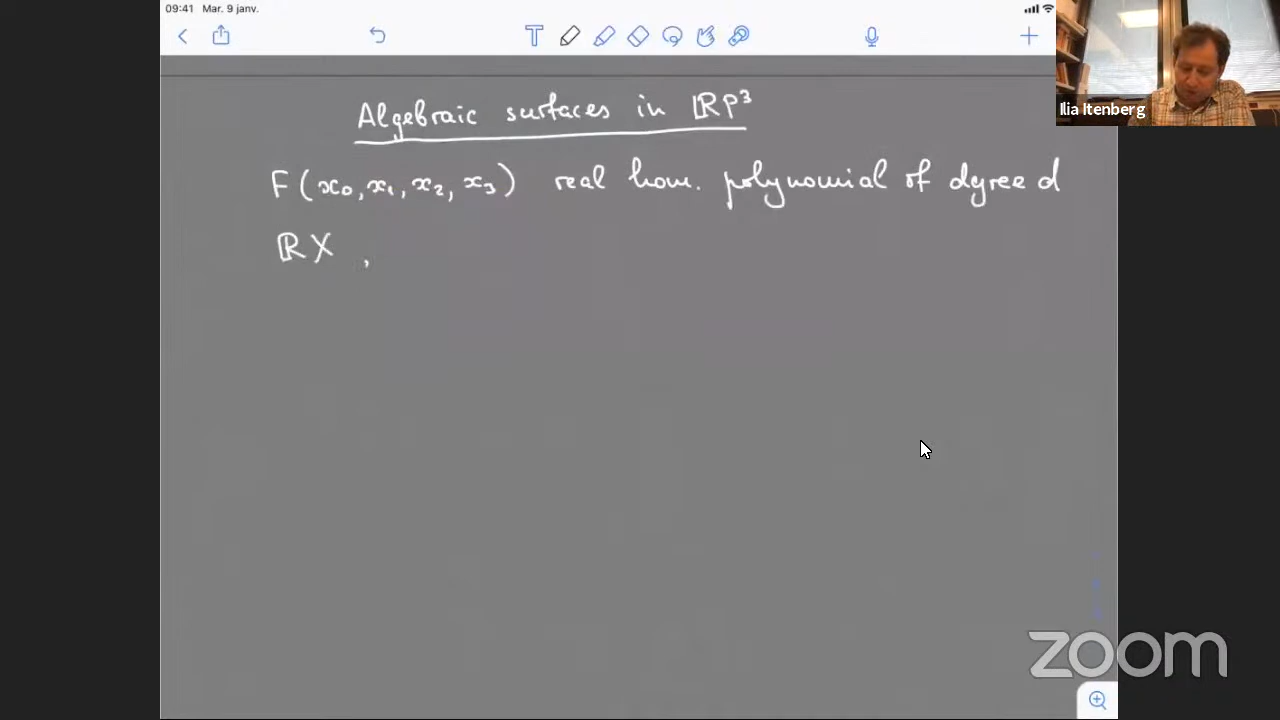 09:41 Mar. 9 janv.
Ilia Itenberg
Algebraic surfaces in ℝP³
F(x₀,x₁,x₂,x₃) real hom. polynomial of degree d
ℝX ,
zoom